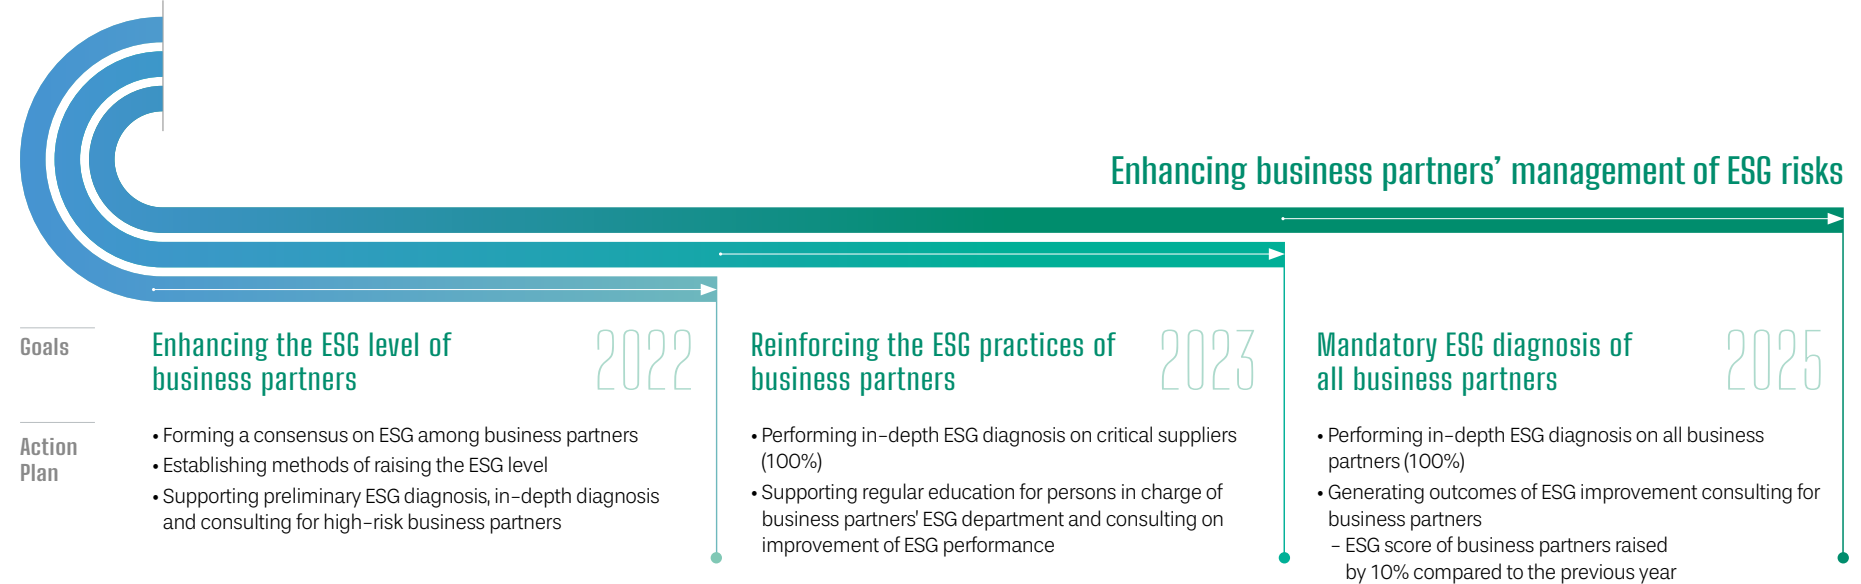 Enhancing business partners’ management of ESG risks
Goals
Enhancing the ESG level of
business partners
2022
Reinforcing the ESG practices of
business partners
2023
Mandatory ESG diagnosis of
all business partners
2025
Action
Plan
• Forming a consensus on ESG among business partners
• Establishing methods of raising the ESG level
• Supporting preliminary ESG diagnosis, in-depth diagnosis
and consulting for high-risk business partners
• Performing in-depth ESG diagnosis on critical suppliers
(100%)
• Supporting regular education for persons in charge of
business partners’ ESG department and consulting on
improvement of ESG performance
• Performing in-depth ESG diagnosis on all business
partners (100%)
• Generating outcomes of ESG improvement consulting for
business partners
- ESG score of business partners raised
by 10% compared to the previous year